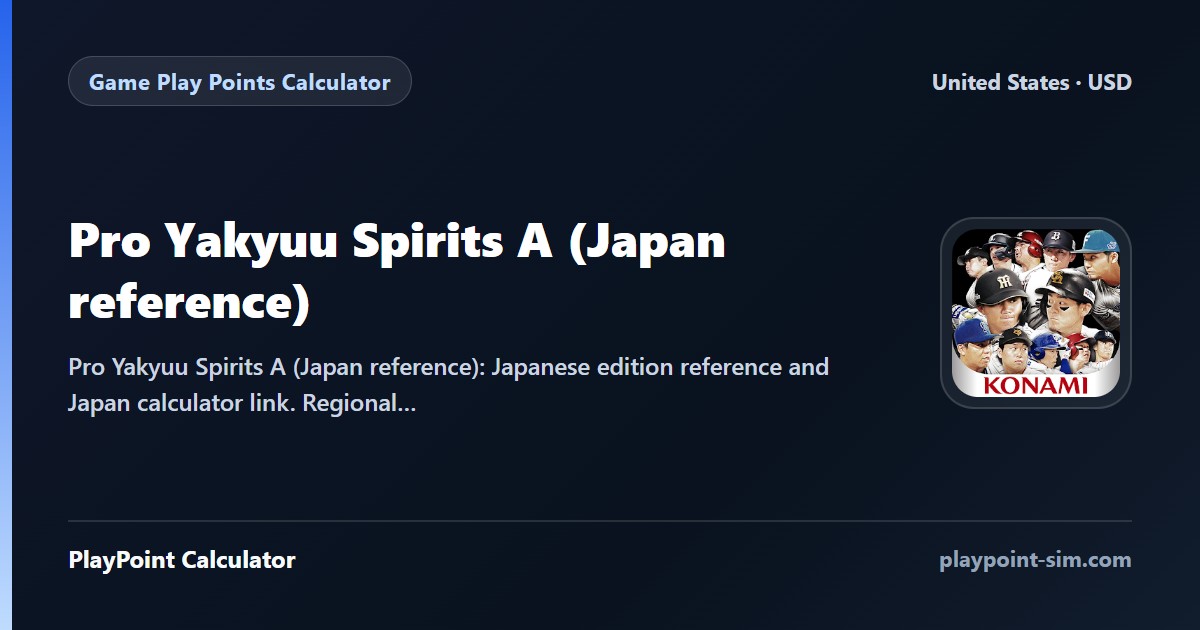 Game Play Points Calculator
United States · USD
Pro Yakyuu Spirits A (Japan
reference)
Pro Yakyuu Spirits A (Japan reference): Japanese edition reference and
Japan calculator link. Regional...
KONAMI
PlayPoint Calculator
playpoint-sim.com